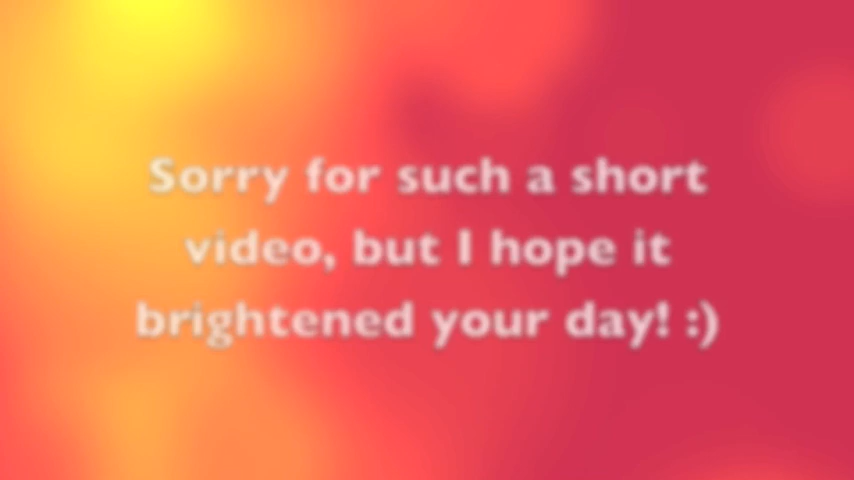 Sorry for such a short
video, but I hope it
brightened your day! :)